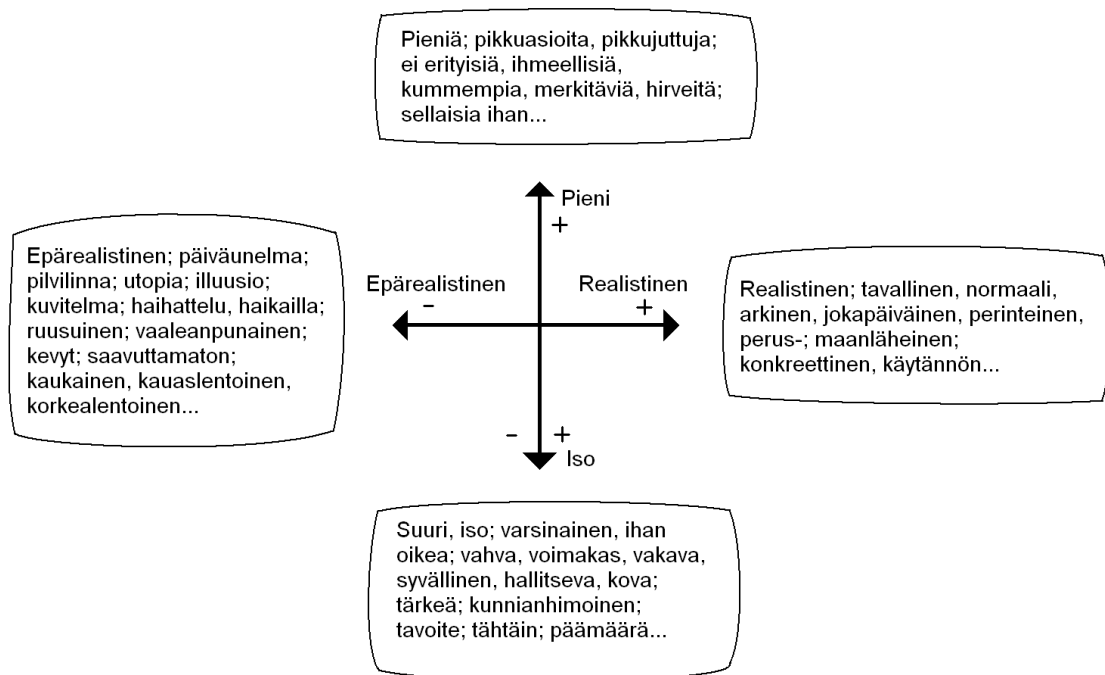 Pieniä; pikkuasioita, pikkujuttuja;
ei erityisiä, ihmeellisiä,
kummempia, merkitäviä, hirveitä;
sellaisia ihan...
Pieni
+
Epärealistinen; päiväunelma;
pilvilinna; utopia; illuusio;
kuvitelma; haihattelu, haikailla;
ruusuinen; vaaleanpunainen;
kevyt; saavuttamaton;
kaukainen, kauaslentoinen,
korkealentoinen...
Epärealistinen
-
Realistinen
+
Realistinen; tavallinen, normaali,
arkinen, jokapäiväinen, perinteinen,
perus-; maanläheinen;
konkreettinen, käytännön...
- +
Iso
Suuri, iso; varsinainen, ihan
oikea; vahva, voimakas, vakava,
syvällinen, hallitseva, kova;
tärkeä; kunnianhimoinen;
tavoite; tähtäin; päämäärä...